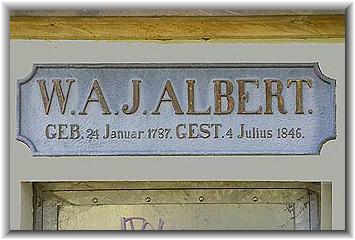 W.A.J.ALBERT.
GEB: 24 Januar 1787. GEST. 4 Julius 1846.